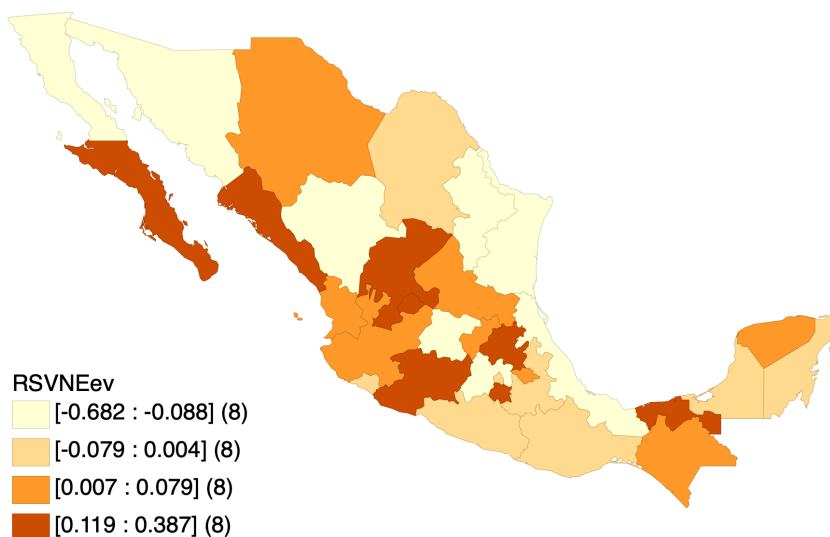 RSVNEev
[-0.682 : -0.088] (8)
[-0.079 : 0.004] (8)
[0.007 : 0.079] (8)
[0.119 : 0.387] (8)